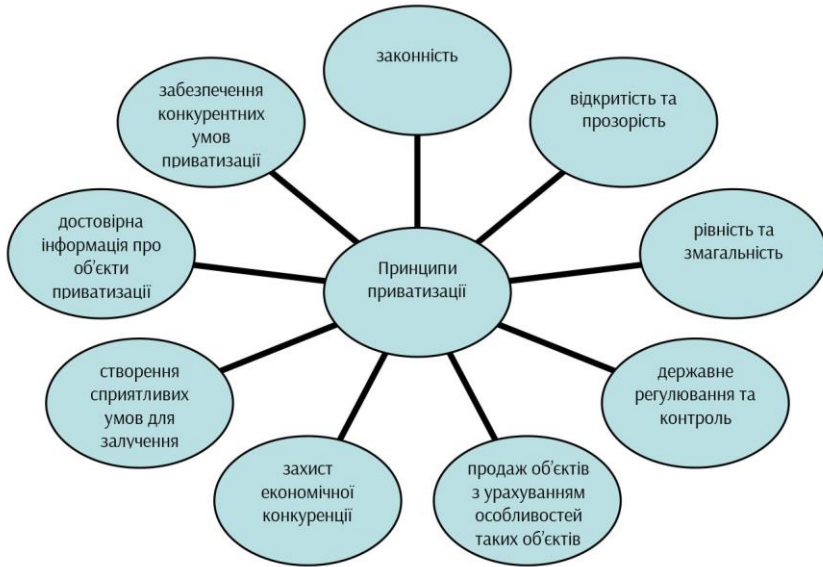 законність
відкритість та
прозорість
рівність та
змагальність
державне
регулювання та
контроль
продаж об’єктів
з урахуванням
особливостей
таких об’єктів
захист
економічної
конкуренції
створення
сприятливих
умов для
залучення
достовірна
інформація про
об’єкти
приватизації
забезпечення
конкурентних
умов
приватизації
Принципи
приватизації